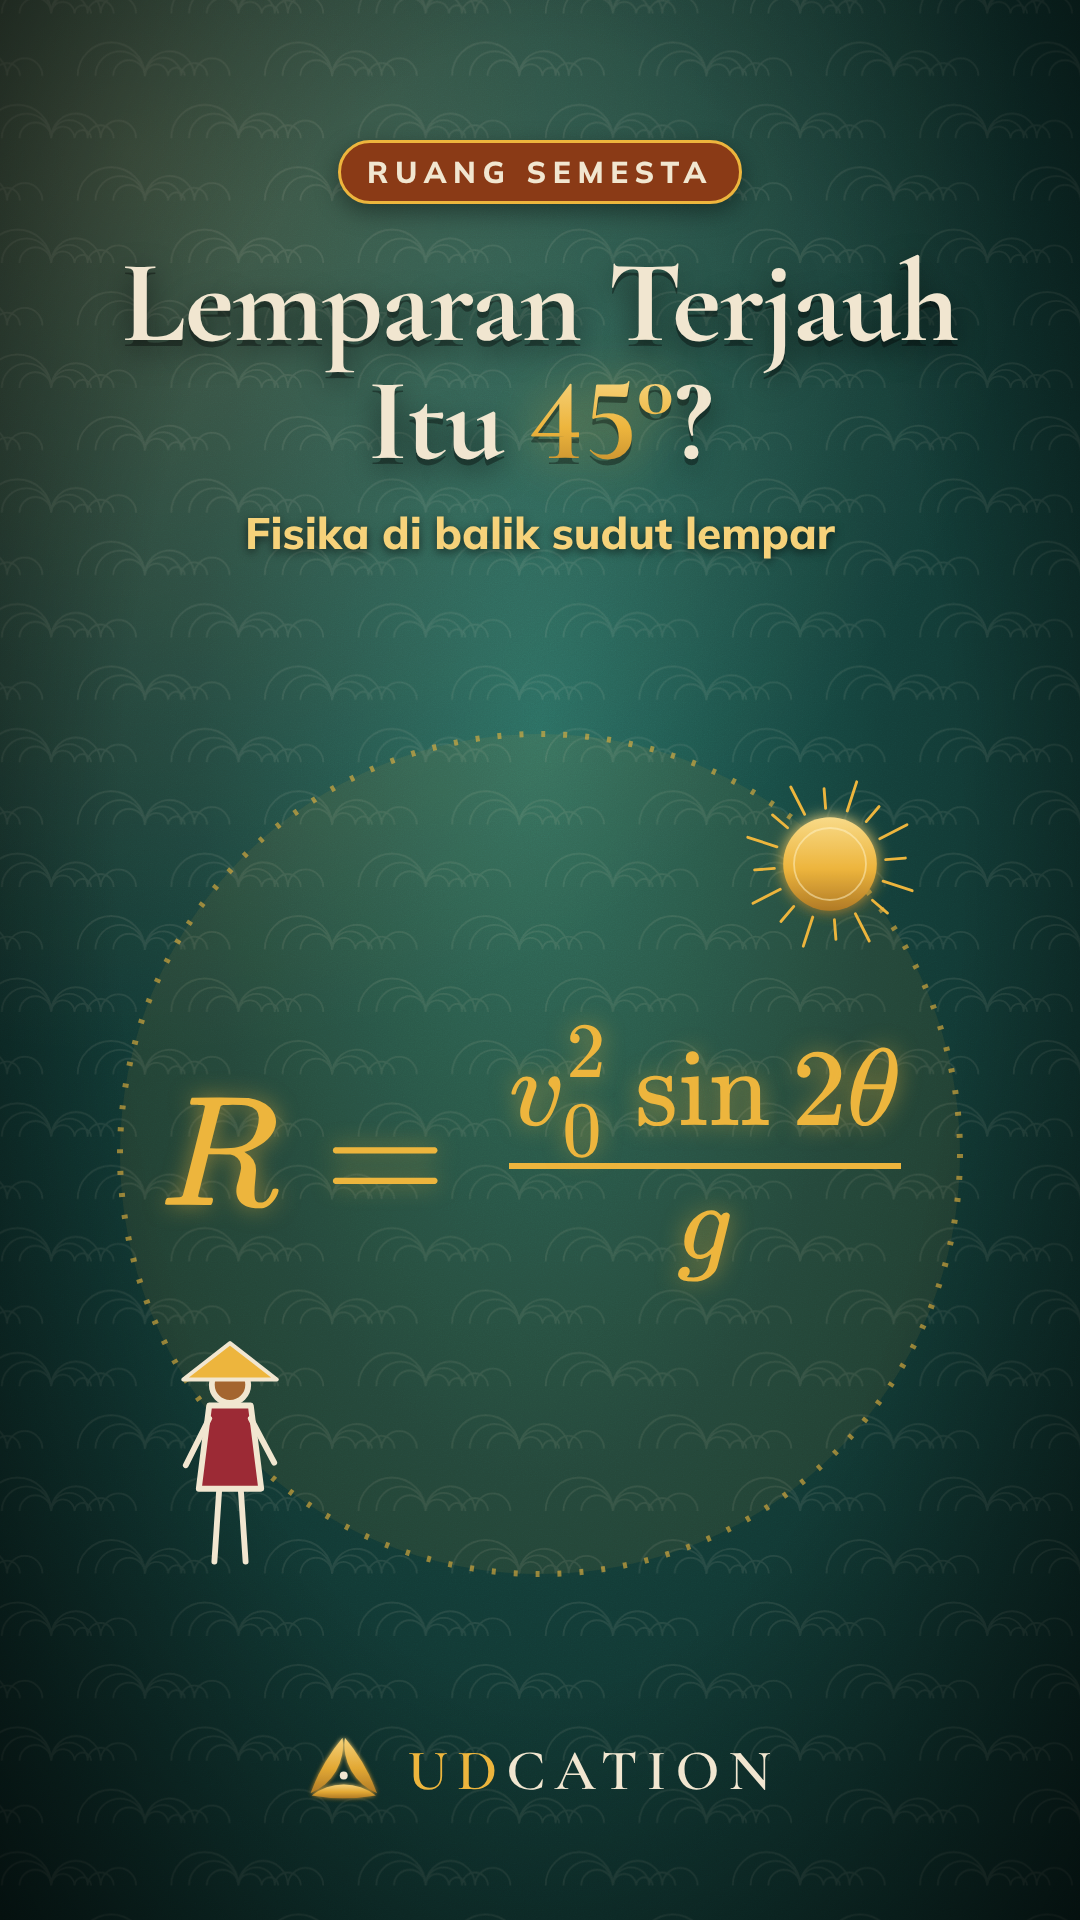 RUANG SEMESTA
Lemparan Terjauh
Itu 45°?
Fisika di balik sudut lempar
R = v₀² sin 2θ / g
UDCATION